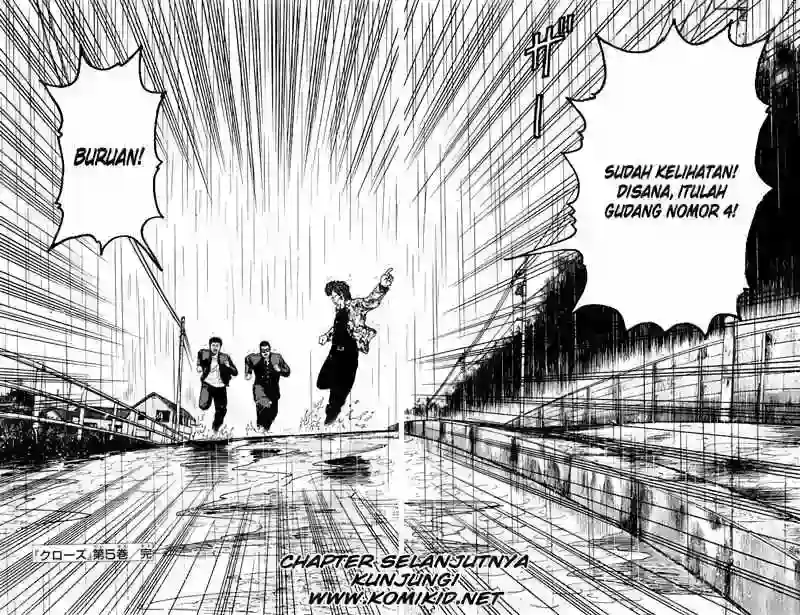 ザー
SUDAH KELIHATAN!
DISANA, ITULAH
GUDANG NOMOR 4!
BURUAN!
『クローズ』第5巻 完
CHAPTER SELANJUTNYA
KUNJUNGI
WWW.KOMIKID.NET